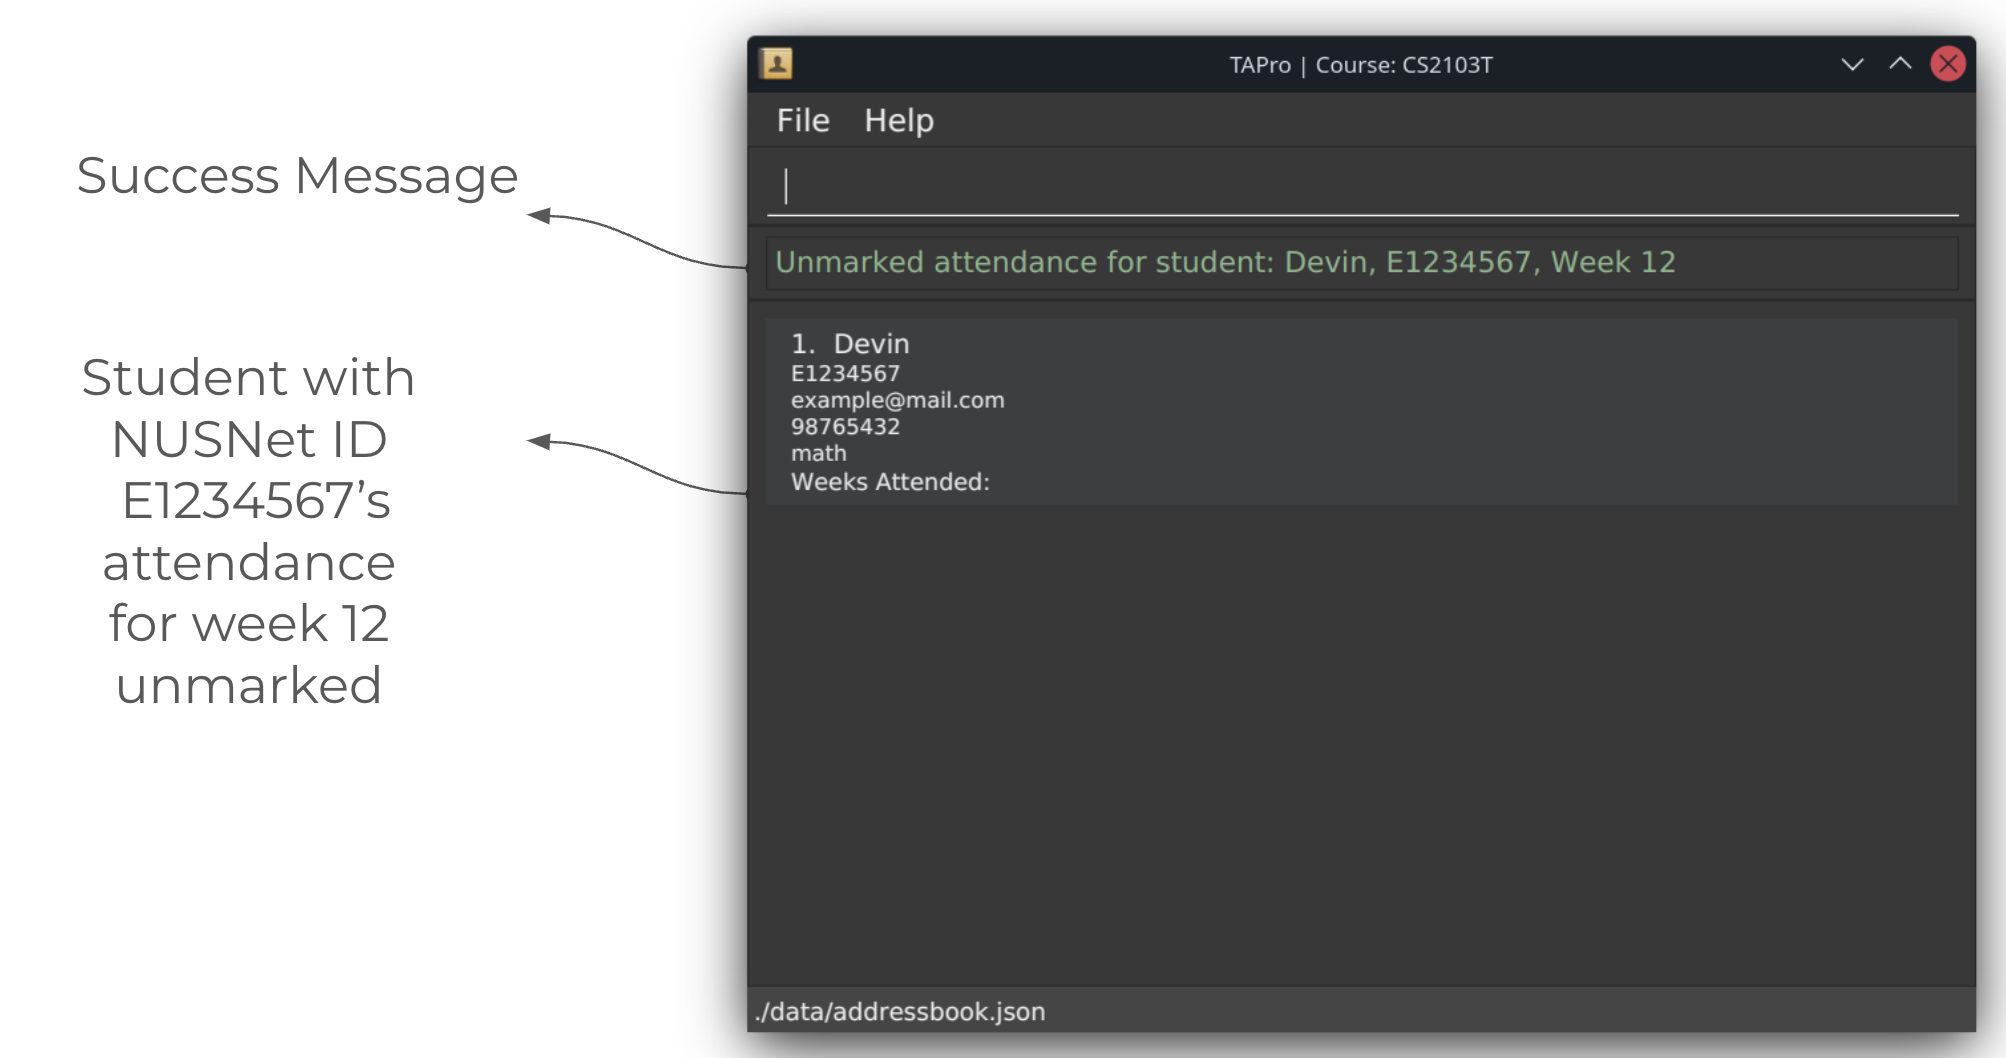 Success Message
Student with
NUSNet ID
E1234567’s
attendance
for week 12
unmarked
TAPro | Course: CS2103T
File Help
Unmarked attendance for student: Devin, E1234567, Week 12
1. Devin
E1234567
example@mail.com
98765432
math
Weeks Attended:
./data/addressbook.json